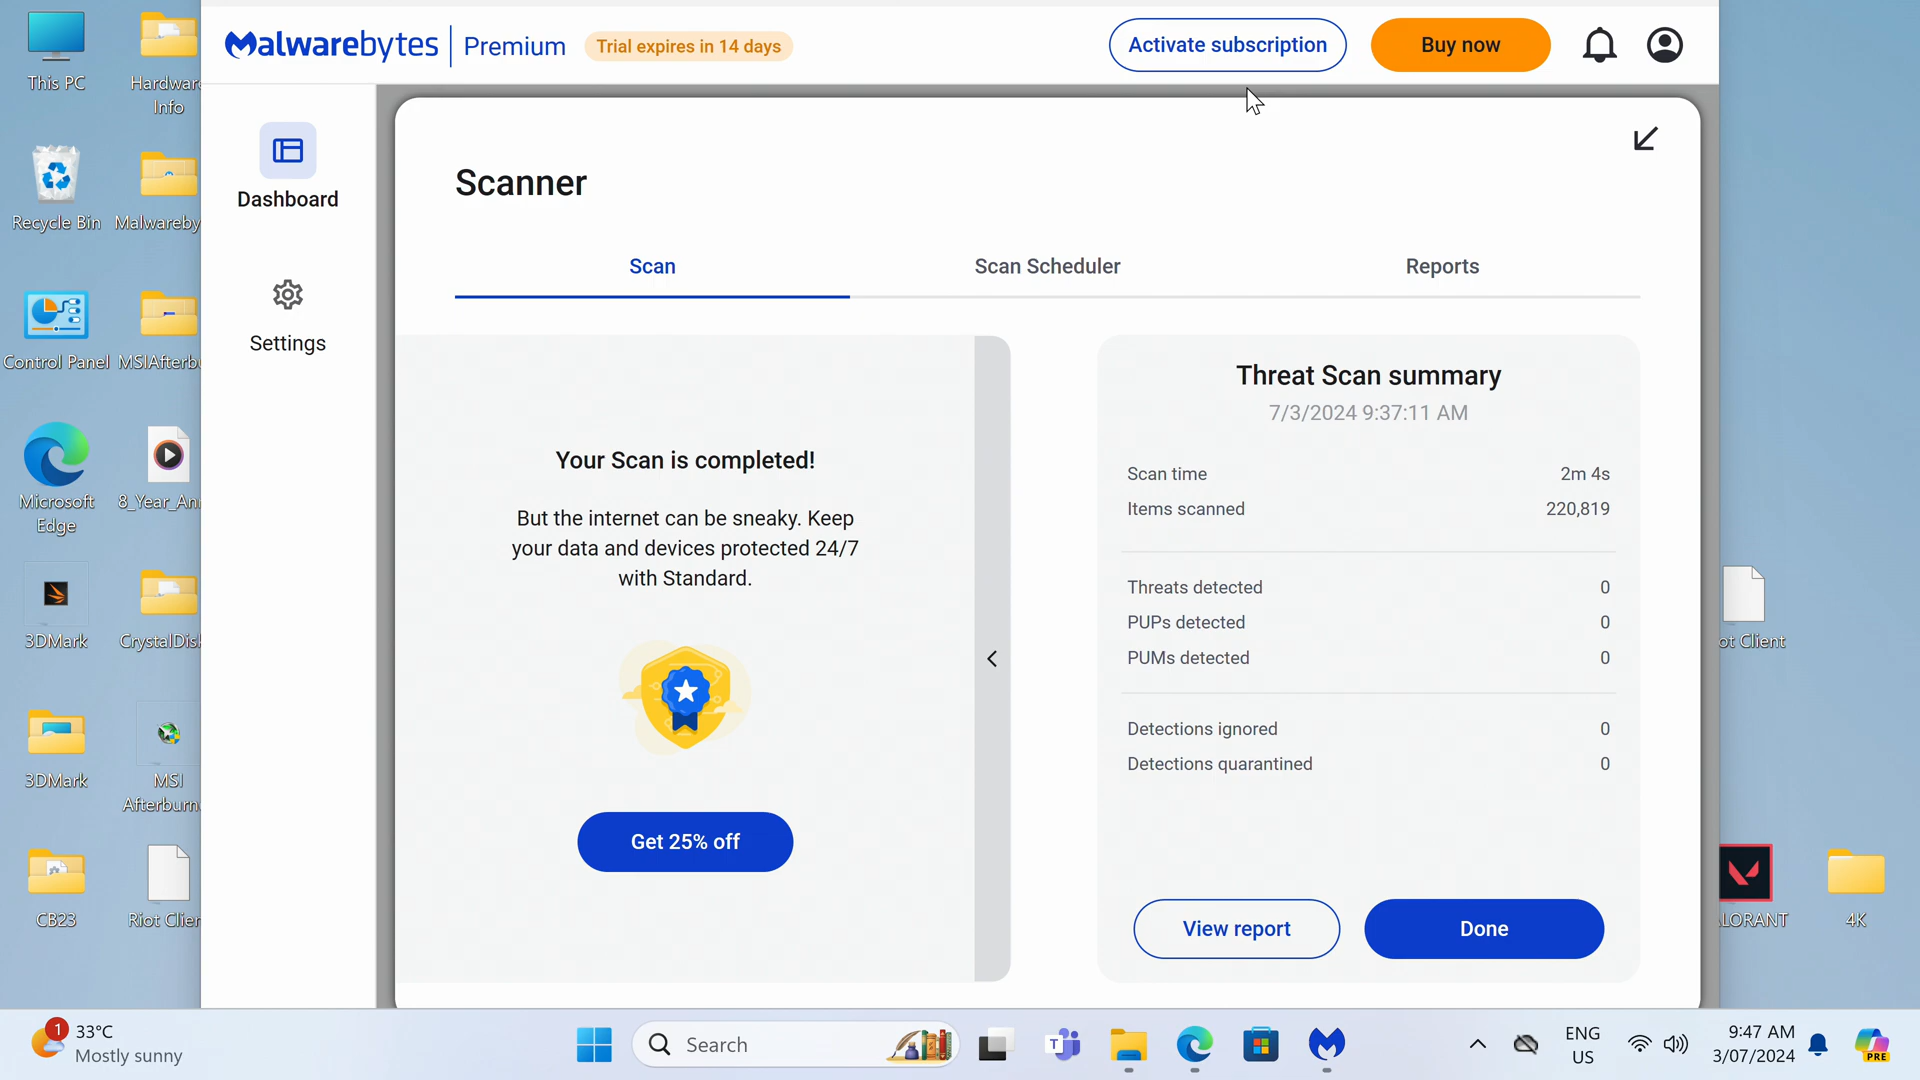 This PC
Hardware
Info
Recycle Bin
Malwareby
Control Panel
MSIAfterbu
Microsoft
Edge
8_Year_An
3DMark
CrystalDis
3DMark
MSI
Afterburn
CB23
Riot Clie
Malwarebytes Premium
Trial expires in 14 days
Activate subscription
Buy now
Dashboard
Settings
Scanner
Scan
Scan Scheduler
Reports
Your Scan is completed!
But the internet can be sneaky. Keep
your data and devices protected 24/7
with Standard.
Get 25% off
Threat Scan summary
7/3/2024 9:37:11 AM
Scan time 2m 4s
Items scanned 220,819
Threats detected 0
PUPs detected 0
PUMs detected 0
Detections ignored 0
Detections quarantined 0
View report
Done
ot Client
LORANT
4K
1
33°C
Mostly sunny
Search
T
ENG
US
9:47 AM
3/07/2024
PRE